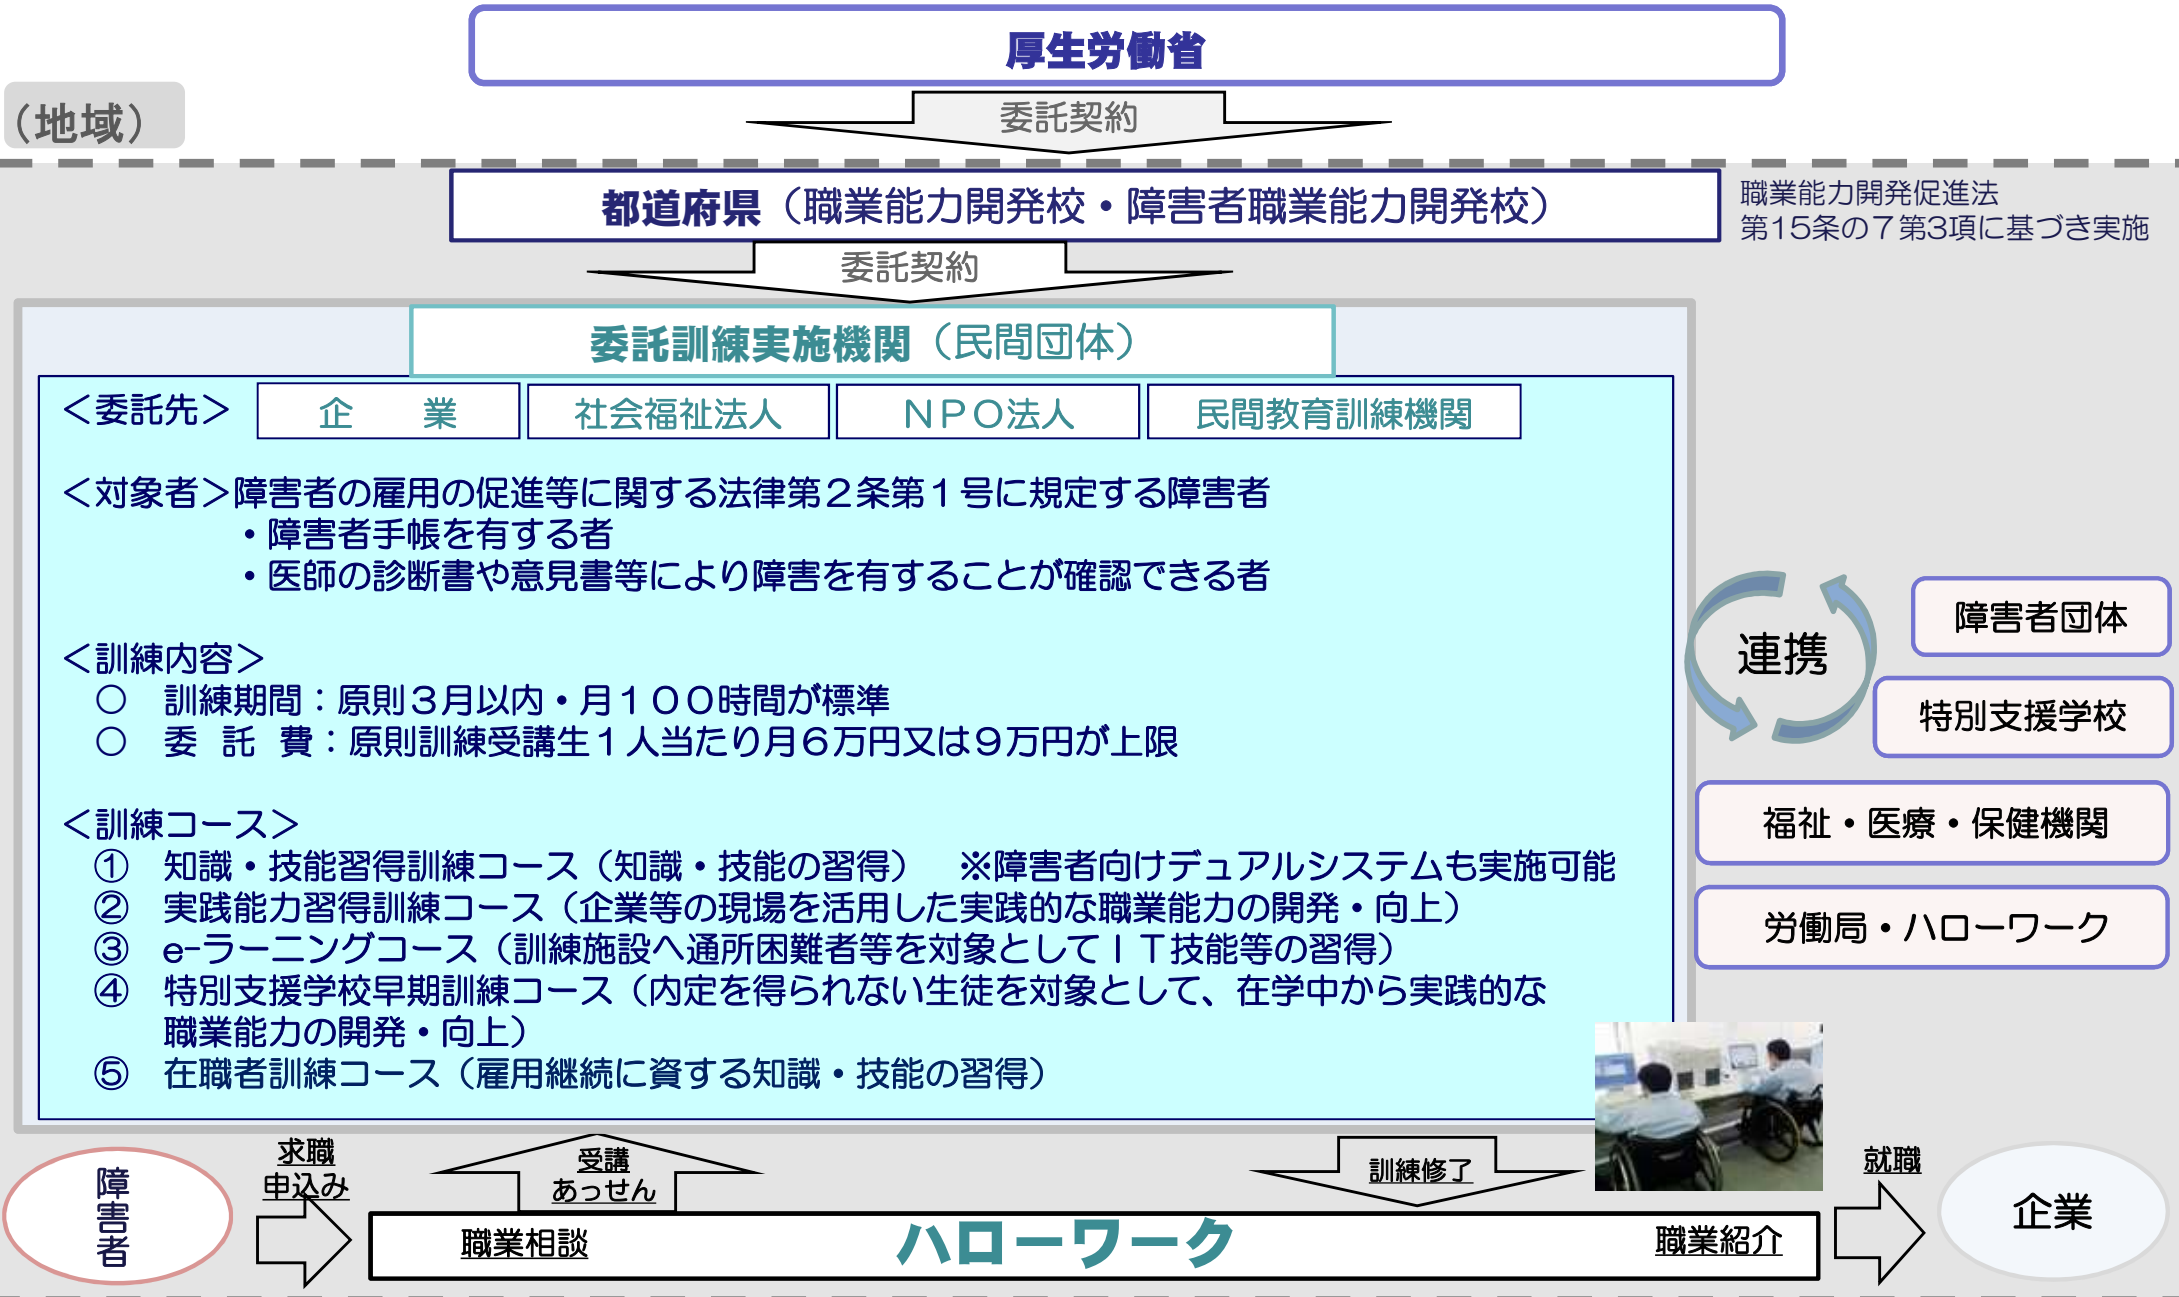 厚生労働省
（地域）
委託契約
都道府県（職業能力開発校・障害者職業能力開発校）
職業能力開発促進法
第15条の７第3項に基づき実施
委託契約
委託訓練実施機関（民間団体）
＜委託先＞
企　　業
社会福祉法人
ＮＰＯ法人
民間教育訓練機関
＜対象者＞障害者の雇用の促進等に関する法律第２条第１号に規定する障害者
・障害者手帳を有する者
・医師の診断書や意見書等により障害を有することが確認できる者
＜訓練内容＞
○　訓練期間：原則３月以内・月１００時間が標準
○　委 託 費：原則訓練受講生１人当たり月６万円又は９万円が上限
＜訓練コース＞
①　知識・技能習得訓練コース（知識・技能の習得）　※障害者向けデュアルシステムも実施可能
②　実践能力習得訓練コース（企業等の現場を活用した実践的な職業能力の開発・向上）
③　e-ラーニングコース（訓練施設へ通所困難者等を対象としてＩＴ技能等の習得）
④　特別支援学校早期訓練コース（内定を得られない生徒を対象として、在学中から実践的な
職業能力の開発・向上）
⑤　在職者訓練コース（雇用継続に資する知識・技能の習得）
連携
障害者団体
特別支援学校
福祉・医療・保健機関
労働局・ハローワーク
障害者
求職
申込み
受講
あっせん
訓練修了
就職
職業相談
ハローワーク
職業紹介
企業